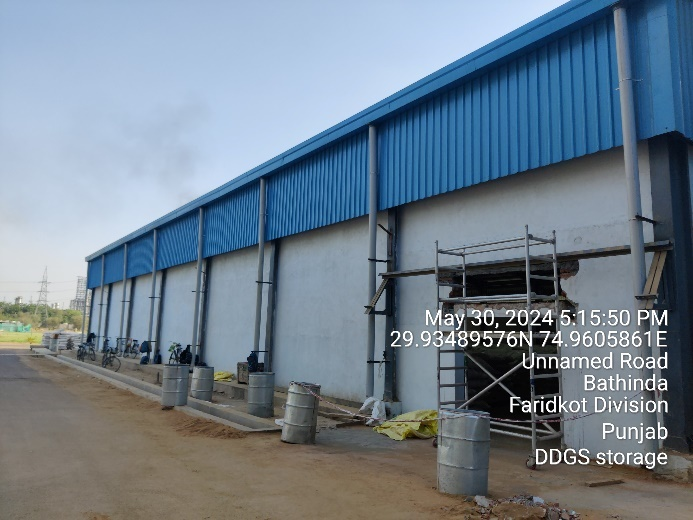 May 30, 2024 5:15:50 PM
29.93489576N 74.9605861E
Unnamed Road
Bathinda
Faridkot Division
Punjab
DDGS storage